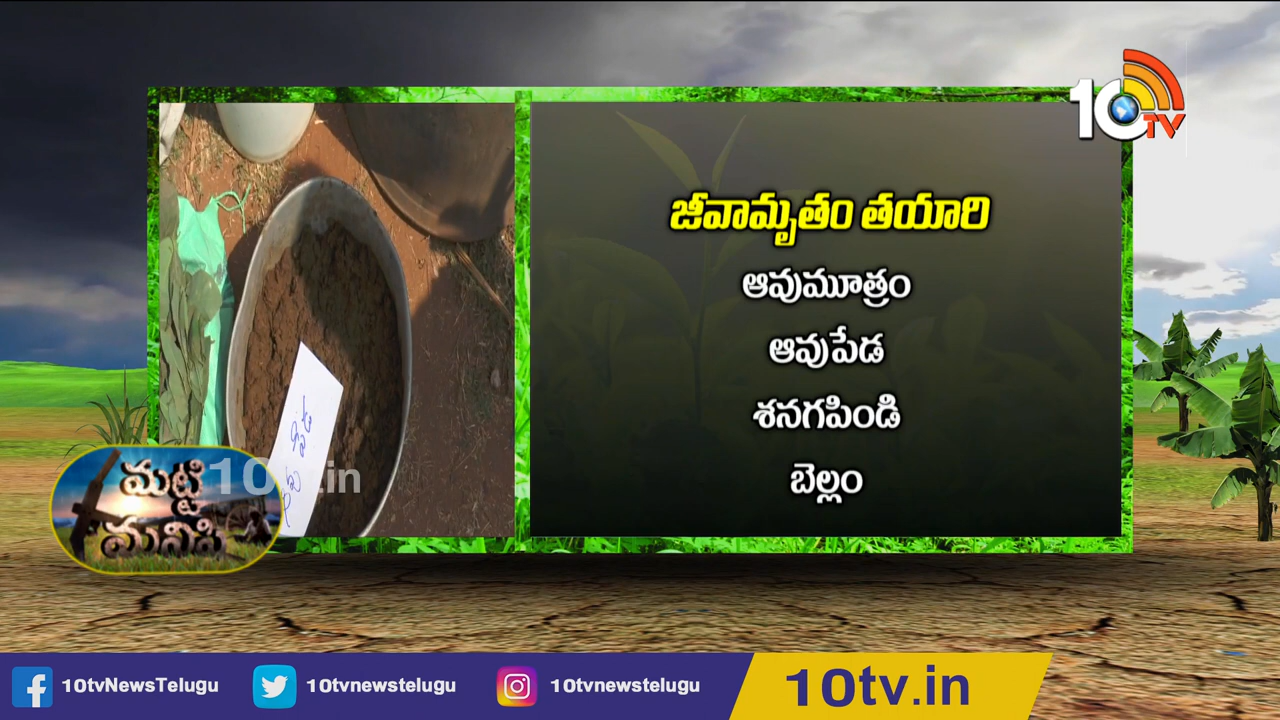 10TV
జీవామృతం తయారి
ఆవుమూత్రం
ఆవుపేడ
శనగపిండి
బెల్లం
మట్టి
మనిషి
10tv.in
10tvNewsTelugu
10tvnewstelugu
10tvnewstelugu
10tv.in